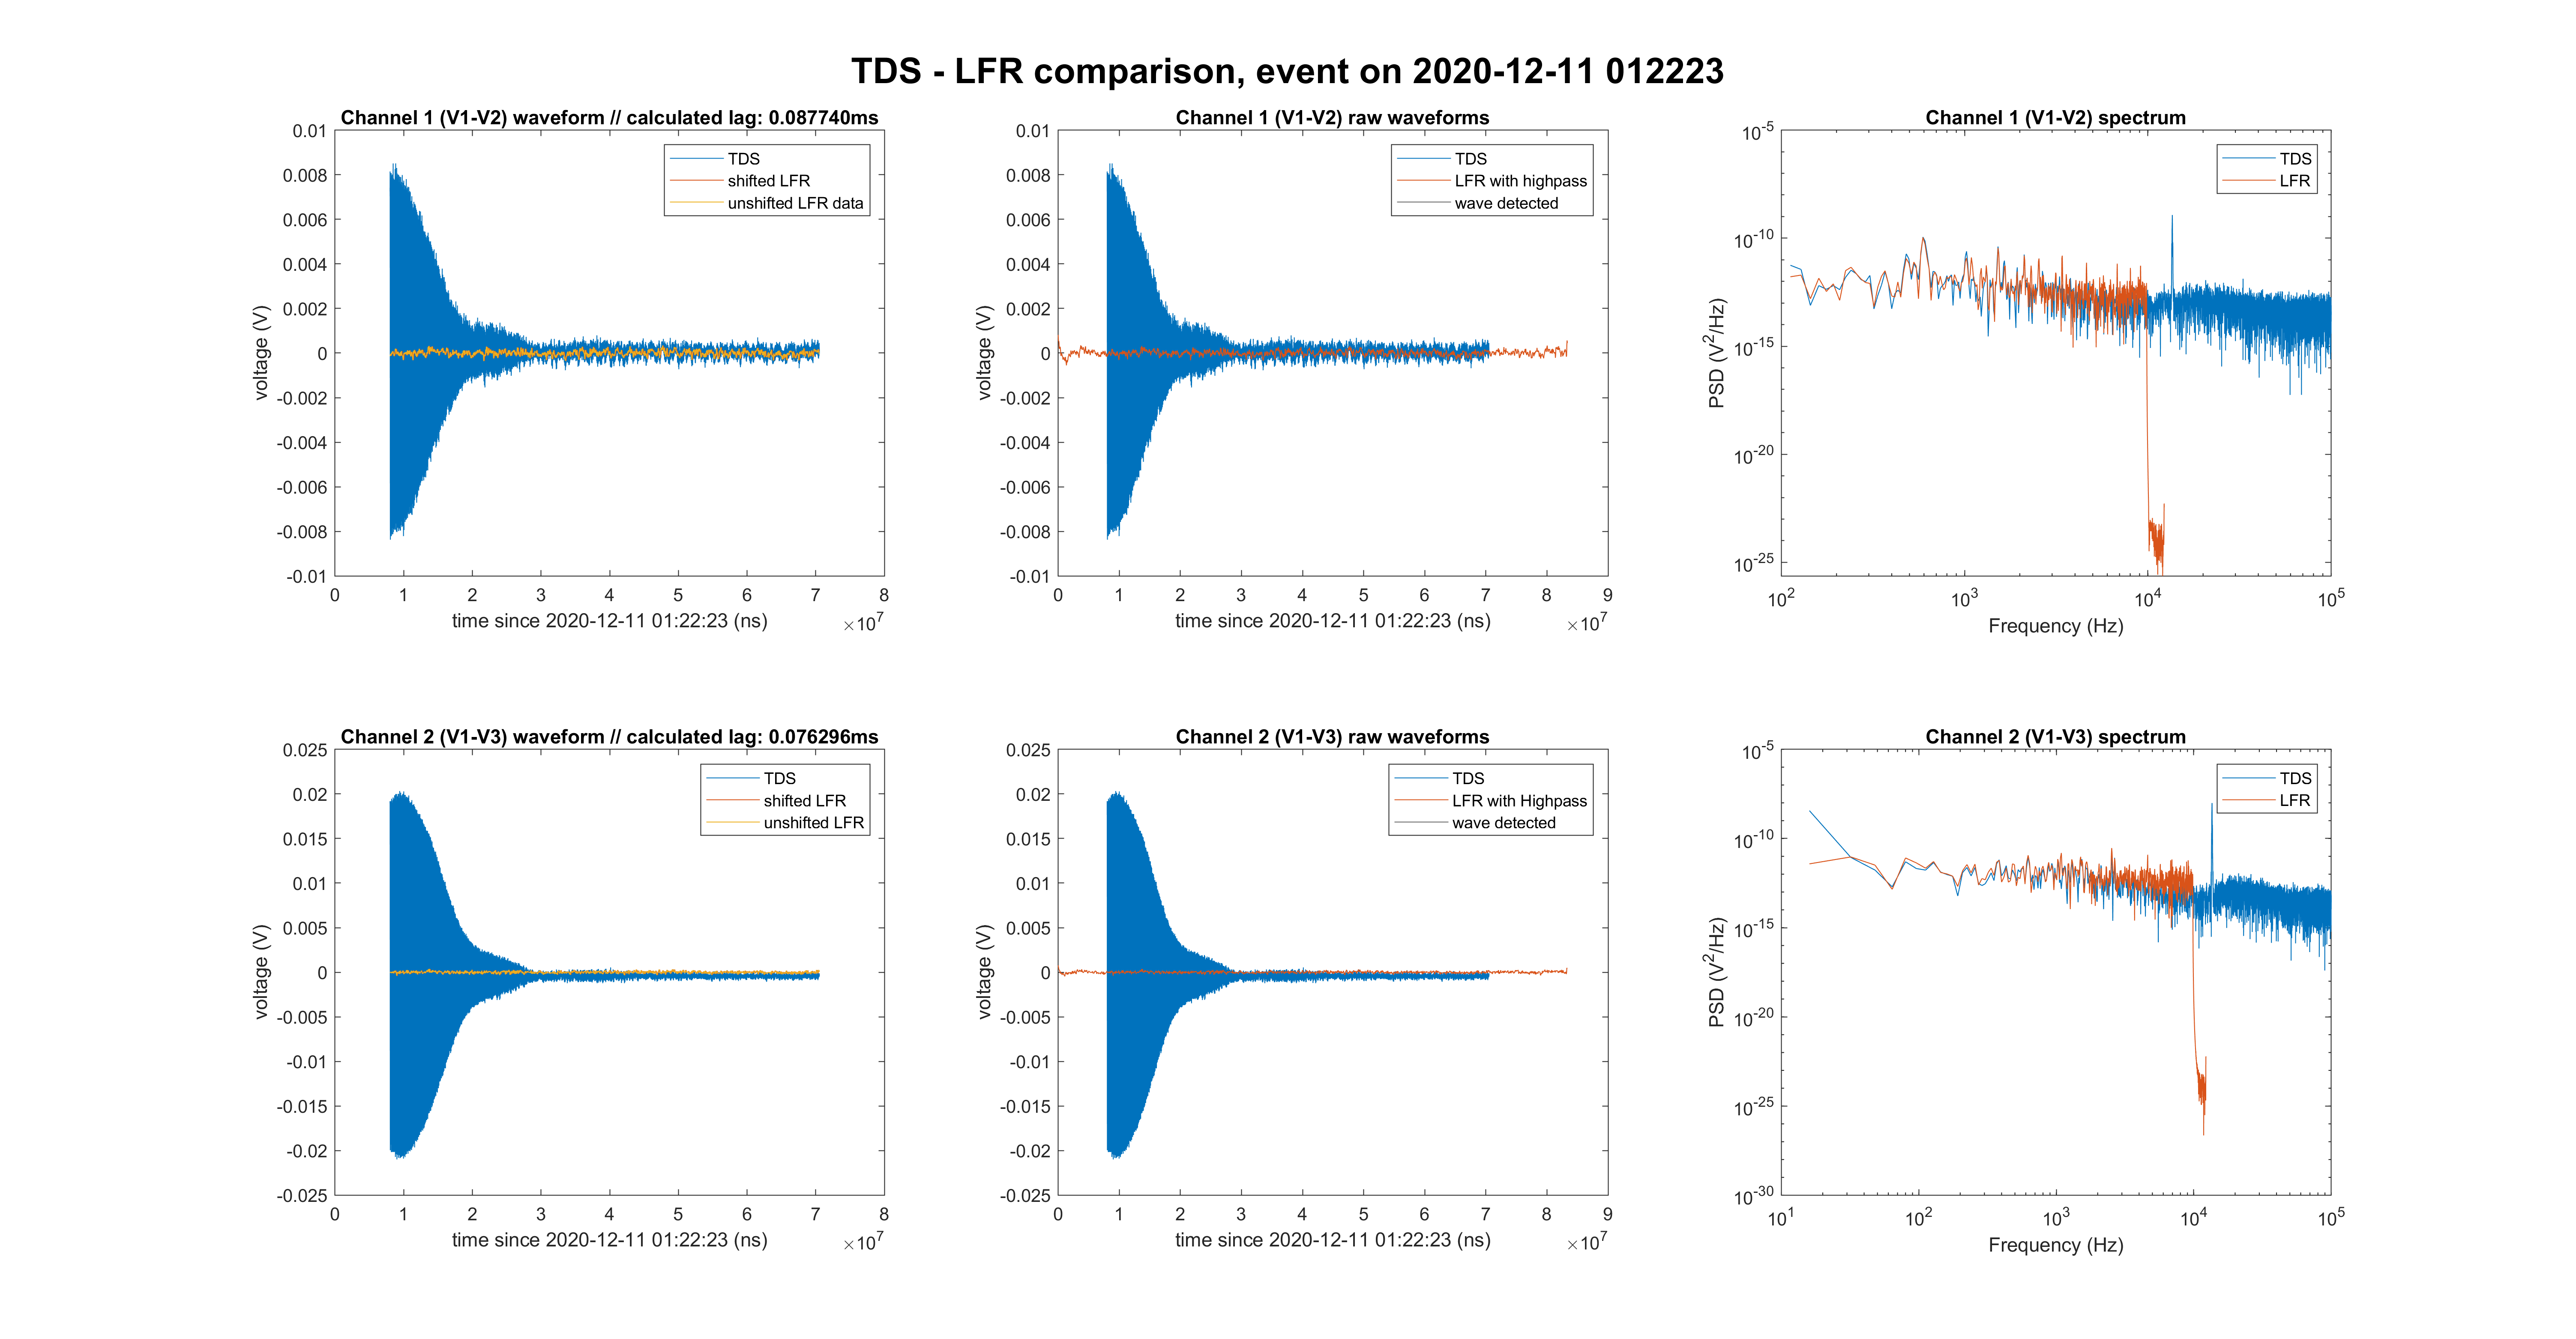 TDS - LFR comparison, event on 2020-12-11 012223
Channel 1 (V1-V2) waveform // calculated lag: 0.087740ms
0.01
0.008
0.006
0.004
0.002
0
-0.002
-0.004
-0.006
-0.008
-0.01
voltage (V)
TDS
shifted LFR
unshifted LFR data
0 1 2 3 4 5 6 7 8
time since 2020-12-11 01:22:23 (ns)
×10^7
Channel 1 (V1-V2) raw waveforms
0.01
0.008
0.006
0.004
0.002
0
-0.002
-0.004
-0.006
-0.008
-0.01
voltage (V)
TDS
LFR with highpass
wave detected
0 1 2 3 4 5 6 7 8 9
time since 2020-12-11 01:22:23 (ns)
×10^7
Channel 1 (V1-V2) spectrum
10^-5
10^-10
10^-15
10^-20
10^-25
PSD (V^2/Hz)
TDS
LFR
10^2 10^3 10^4 10^5
Frequency (Hz)
Channel 2 (V1-V3) waveform // calculated lag: 0.076296ms
0.025
0.02
0.015
0.01
0.005
0
-0.005
-0.01
-0.015
-0.02
-0.025
voltage (V)
TDS
shifted LFR
unshifted LFR
0 1 2 3 4 5 6 7 8
time since 2020-12-11 01:22:23 (ns)
×10^7
Channel 2 (V1-V3) raw waveforms
0.025
0.02
0.015
0.01
0.005
0
-0.005
-0.01
-0.015
-0.02
-0.025
voltage (V)
TDS
LFR with Highpass
wave detected
0 1 2 3 4 5 6 7 8 9
time since 2020-12-11 01:22:23 (ns)
×10^7
Channel 2 (V1-V3) spectrum
10^-5
10^-10
10^-15
10^-20
10^-25
10^-30
PSD (V^2/Hz)
TDS
LFR
10^1 10^2 10^3 10^4 10^5
Frequency (Hz)